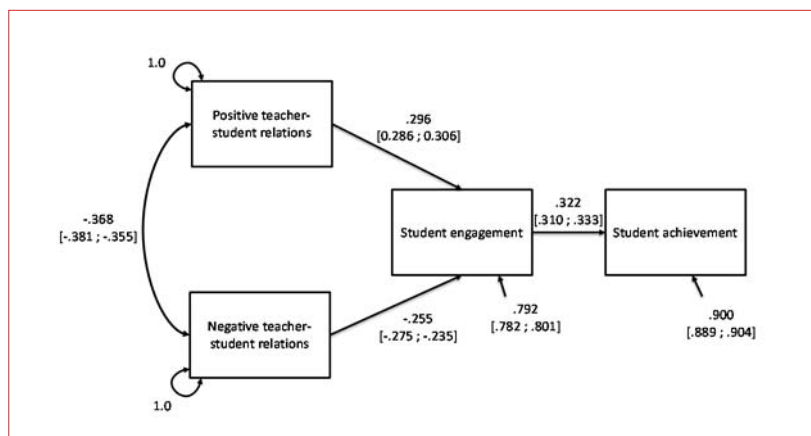 1.0
Positive teacher-
student relations
.296
[0.286 ; 0.306]
-.368
[-.381 ; -.355]
Student engagement
.322
[.310 ; .333]
Student achievement
Negative teacher-
student relations
-.255
[-.275 ; -.235]
.792
[.782 ; .801]
.900
[.889 ; .904]
1.0